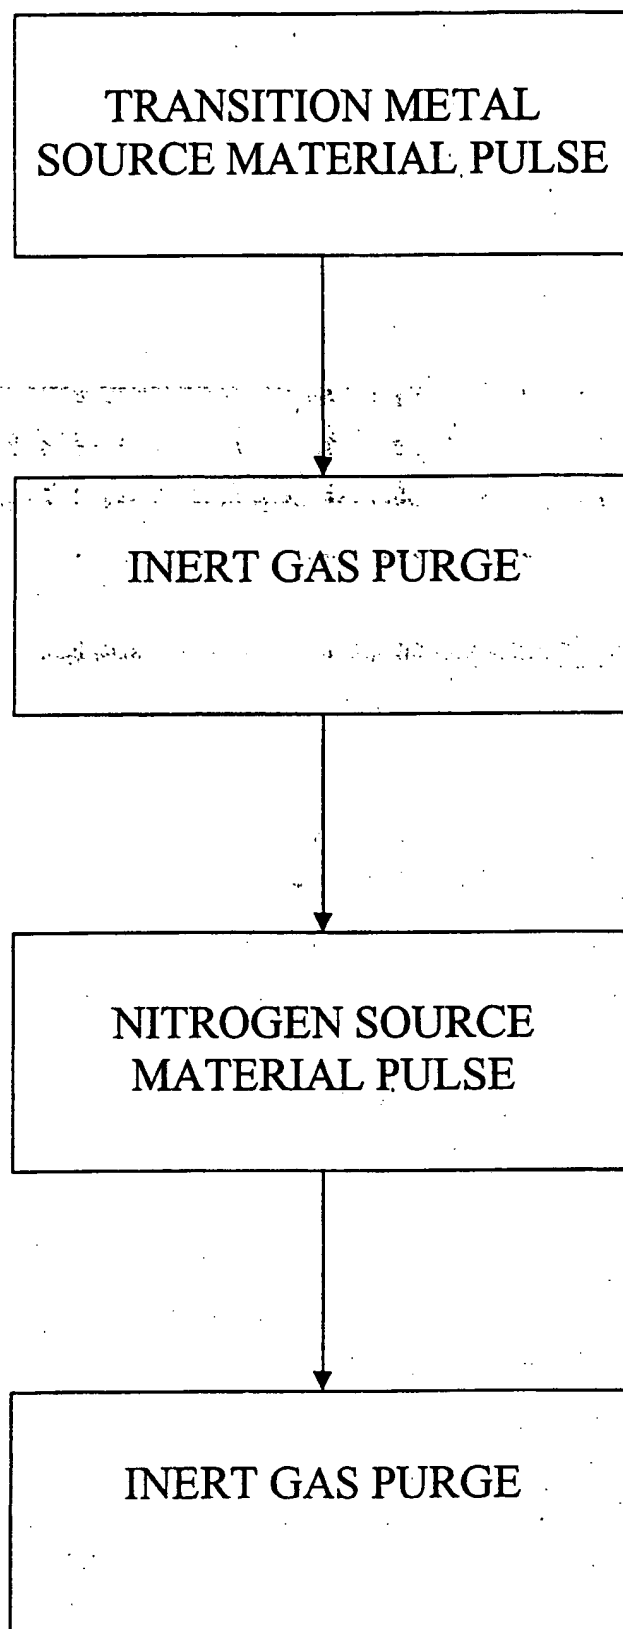 TRANSITION METAL
SOURCE MATERIAL PULSE
INERT GAS PURGE
NITROGEN SOURCE
MATERIAL PULSE
INERT GAS PURGE